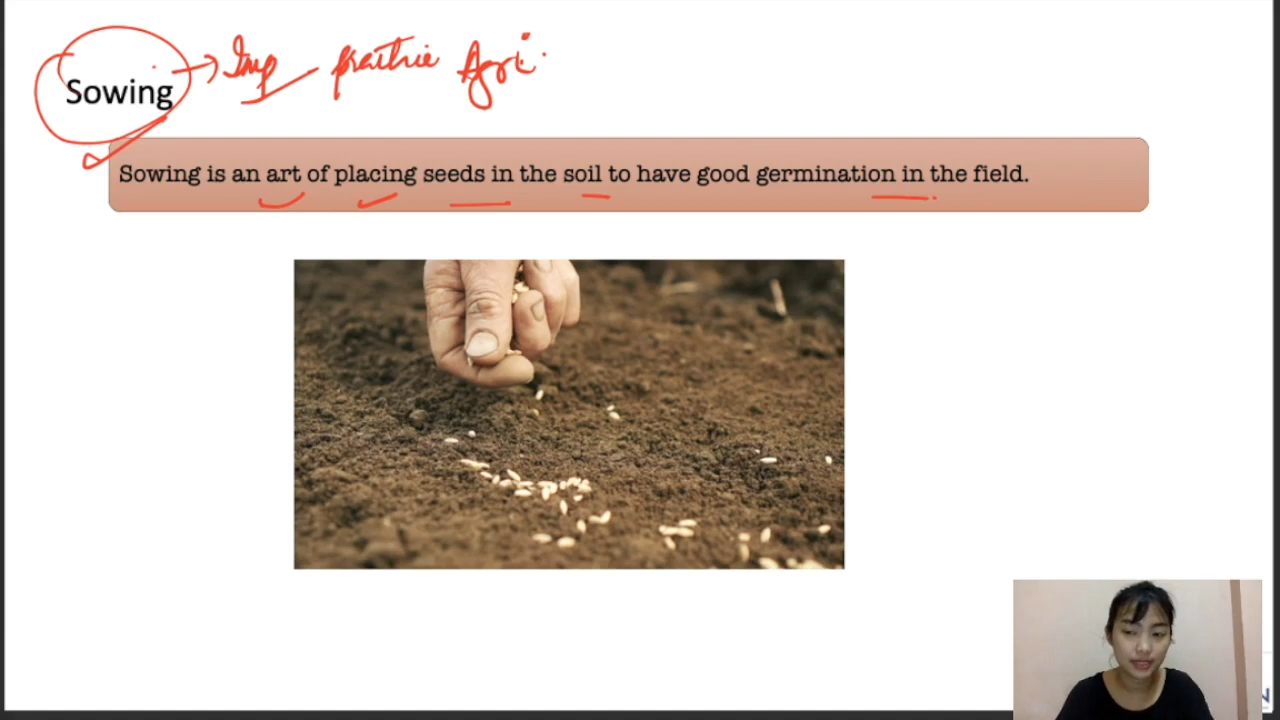 Sowing → Imp practice Agri.
Sowing is an art of placing seeds in the soil to have good germination in the field.
N